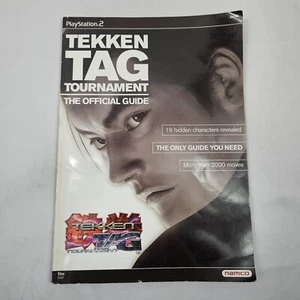 PlayStation.2
TEKKEN
TAG
TOURNAMENT
THE OFFICIAL GUIDE
19 hidden characters revealed
THE ONLY GUIDE YOU NEED
More than 2000 moves
TEKKEN
TAG
TOURNAMENT
namco